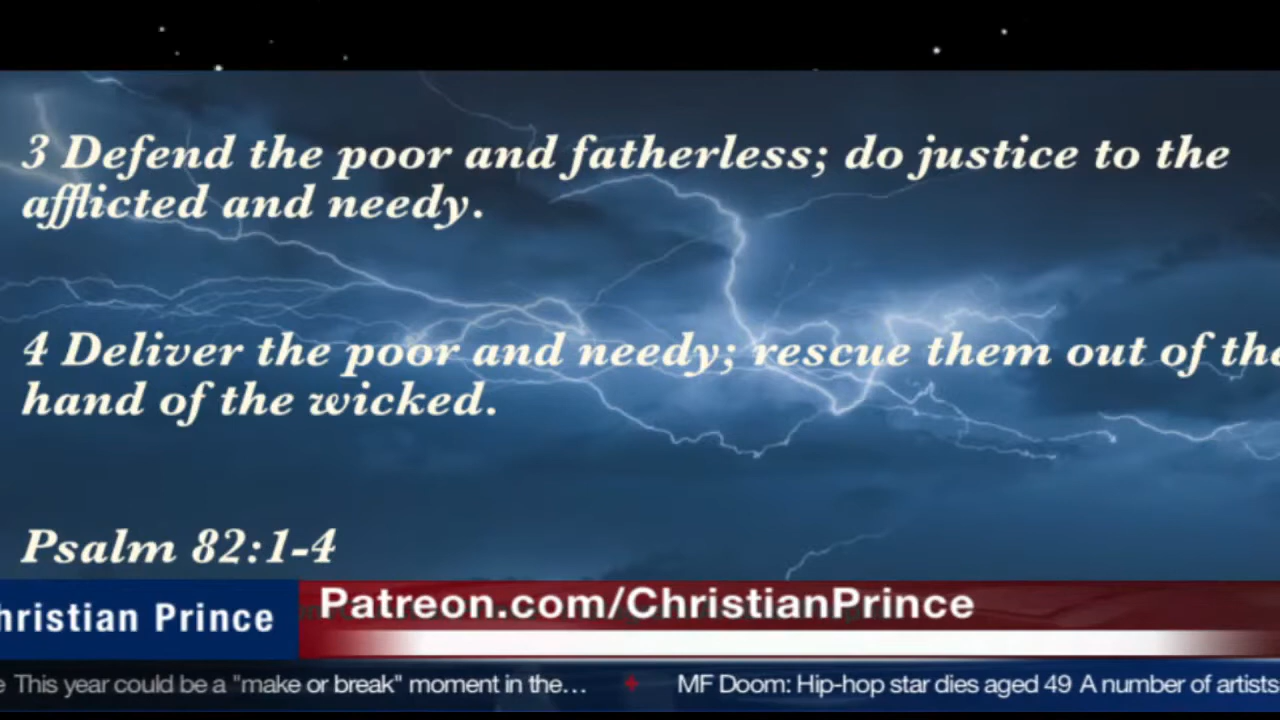 3 Defend the poor and fatherless; do justice to the
afflicted and needy.
4 Deliver the poor and needy; rescue them out of the
hand of the wicked.
Psalm 82:1-4
hristian Prince
Patreon.com/ChristianPrince
e This year could be a "make or break" moment in the... MF Doom: Hip-hop star dies aged 49 A number of artists